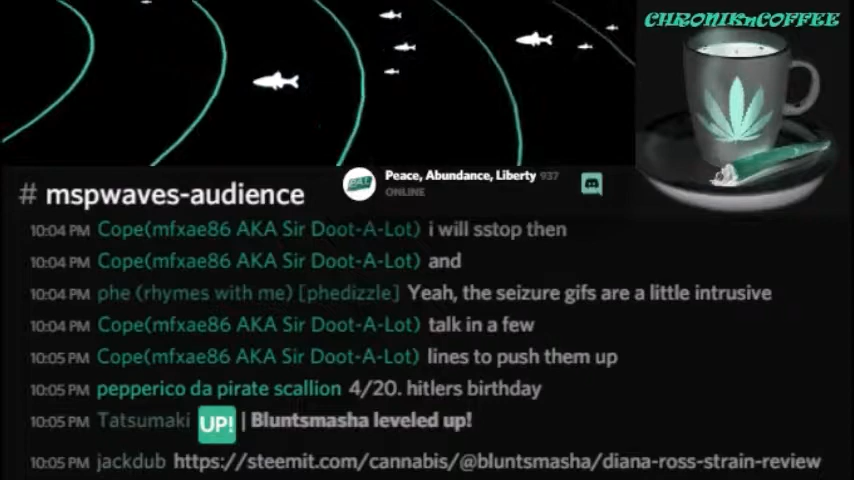 CHRONIKnCOFFEE
Peace, Abundance, Liberty 937
ONLINE
# mspwaves-audience
10:04 PM Cope(mfxae86 AKA Sir Doot-A-Lot) i will sstop then
10:04 PM Cope(mfxae86 AKA Sir Doot-A-Lot) and
10:04 PM phe (rhymes with me) [phedizzle] Yeah, the seizure gifs are a little intrusive
10:04 PM Cope(mfxae86 AKA Sir Doot-A-Lot) talk in a few
10:05 PM Cope(mfxae86 AKA Sir Doot-A-Lot) lines to push them up
10:05 PM pepperico da pirate scallion 4/20. hitlers birthday
10:05 PM Tatsumaki UP! | Bluntsmasha leveled up!
10:05 PM jackdub https://steemit.com/cannabis/@bluntsmasha/diana-ross-strain-review